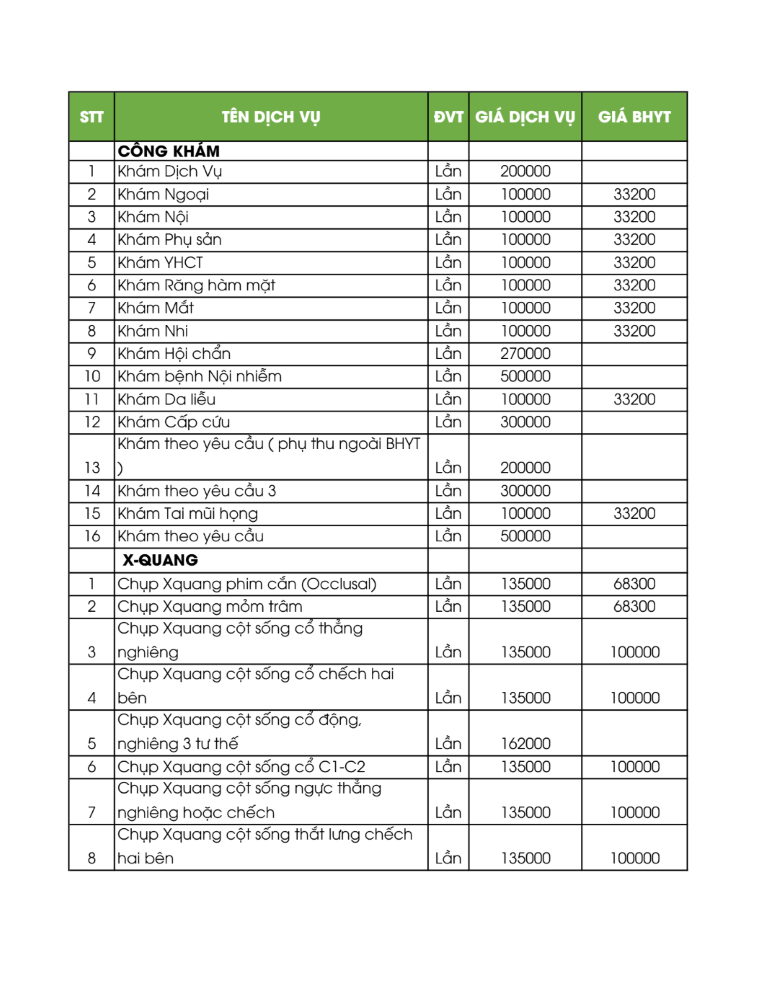 STT TÊN DỊCH VỤ ĐVT GIÁ DỊCH VỤ GIÁ BHYT
CÔNG KHÁM
1 Khám Dịch Vụ Lần 200000
2 Khám Ngoại Lần 100000 33200
3 Khám Nội Lần 100000 33200
4 Khám Phụ sản Lần 100000 33200
5 Khám YHCT Lần 100000 33200
6 Khám Răng hàm mặt Lần 100000 33200
7 Khám Mắt Lần 100000 33200
8 Khám Nhi Lần 100000 33200
9 Khám Hội chẩn Lần 270000
10 Khám bệnh Nội nhiễm Lần 500000
11 Khám Da liễu Lần 100000 33200
12 Khám Cấp cứu Lần 300000
Khám theo yêu cầu ( phụ thu ngoài BHYT
13 ) Lần 200000
14 Khám theo yêu cầu 3 Lần 300000
15 Khám Tai mũi họng Lần 100000 33200
16 Khám theo yêu cầu Lần 500000
X-QUANG
1 Chụp Xquang phim cắn (Occlusal) Lần 135000 68300
2 Chụp Xquang mỏm trâm Lần 135000 68300
Chụp Xquang cột sống cổ thẳng
3 nghiêng Lần 135000 100000
Chụp Xquang cột sống cổ chếch hai
4 bên Lần 135000 100000
Chụp Xquang cột sống cổ động,
5 nghiêng 3 tư thế Lần 162000
6 Chụp Xquang cột sống cổ C1-C2 Lần 135000 100000
Chụp Xquang cột sống ngực thẳng
7 nghiêng hoặc chếch Lần 135000 100000
Chụp Xquang cột sống thắt lưng chếch
8 hai bên Lần 135000 100000